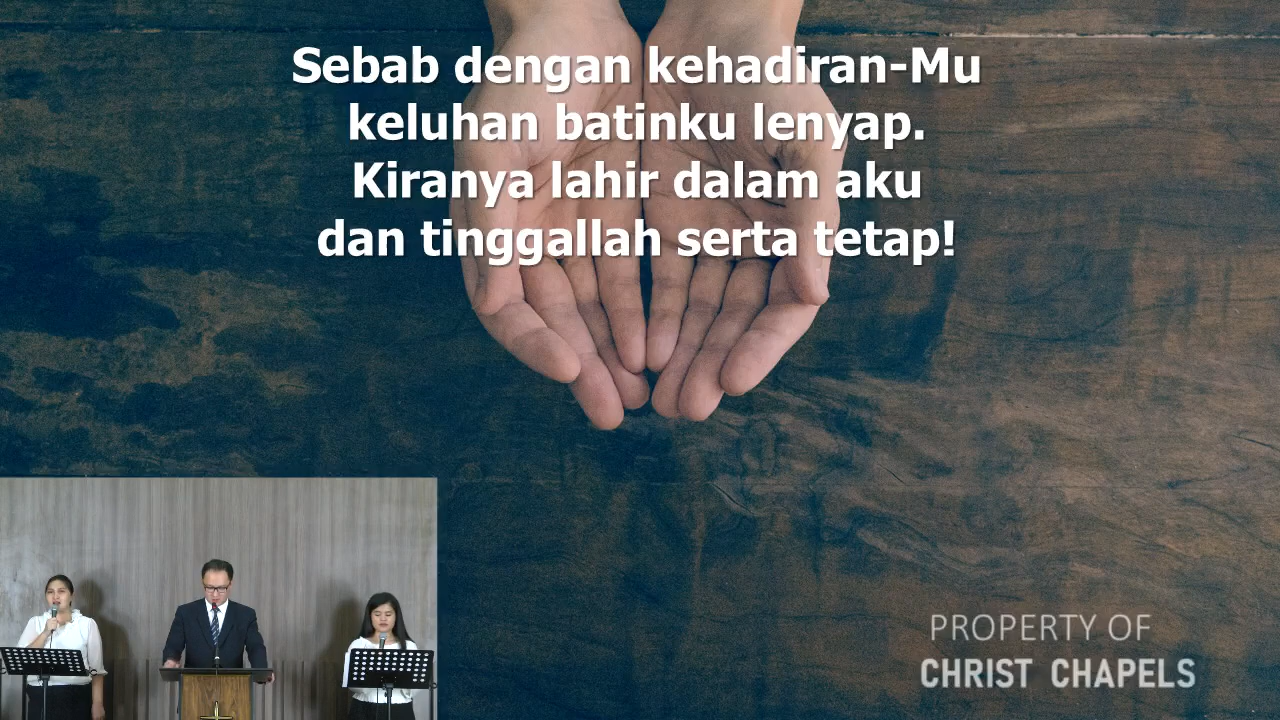 Sebab dengan kehadiran-Mu
keluhan batinku lenyap.
Kiranya lahir dalam aku
dan tinggallah serta tetap!
PROPERTY OF
CHRIST CHAPELS